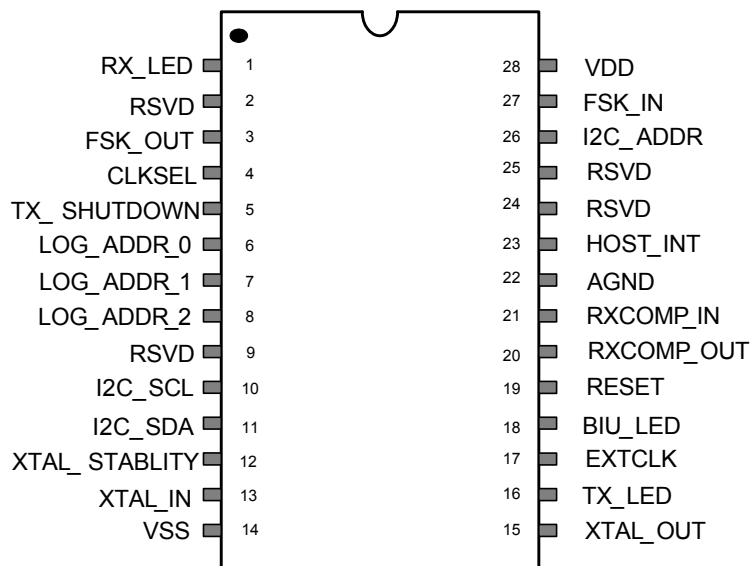 RX_LED 1 28 VDD
RSVD 2 27 FSK_IN
FSK_OUT 3 26 I2C_ADDR
CLKSEL 4 25 RSVD
TX_ SHUTDOWN 5 24 RSVD
LOG_ADDR_0 6 23 HOST_INT
LOG_ADDR_1 7 22 AGND
LOG_ADDR_2 8 21 RXCOMP_IN
RSVD 9 20 RXCOMP_OUT
I2C_SCL 10 19 RESET
I2C_SDA 11 18 BIU_LED
XTAL_ STABLITY 12 17 EXTCLK
XTAL_IN 13 16 TX_LED
VSS 14 15 XTAL_OUT